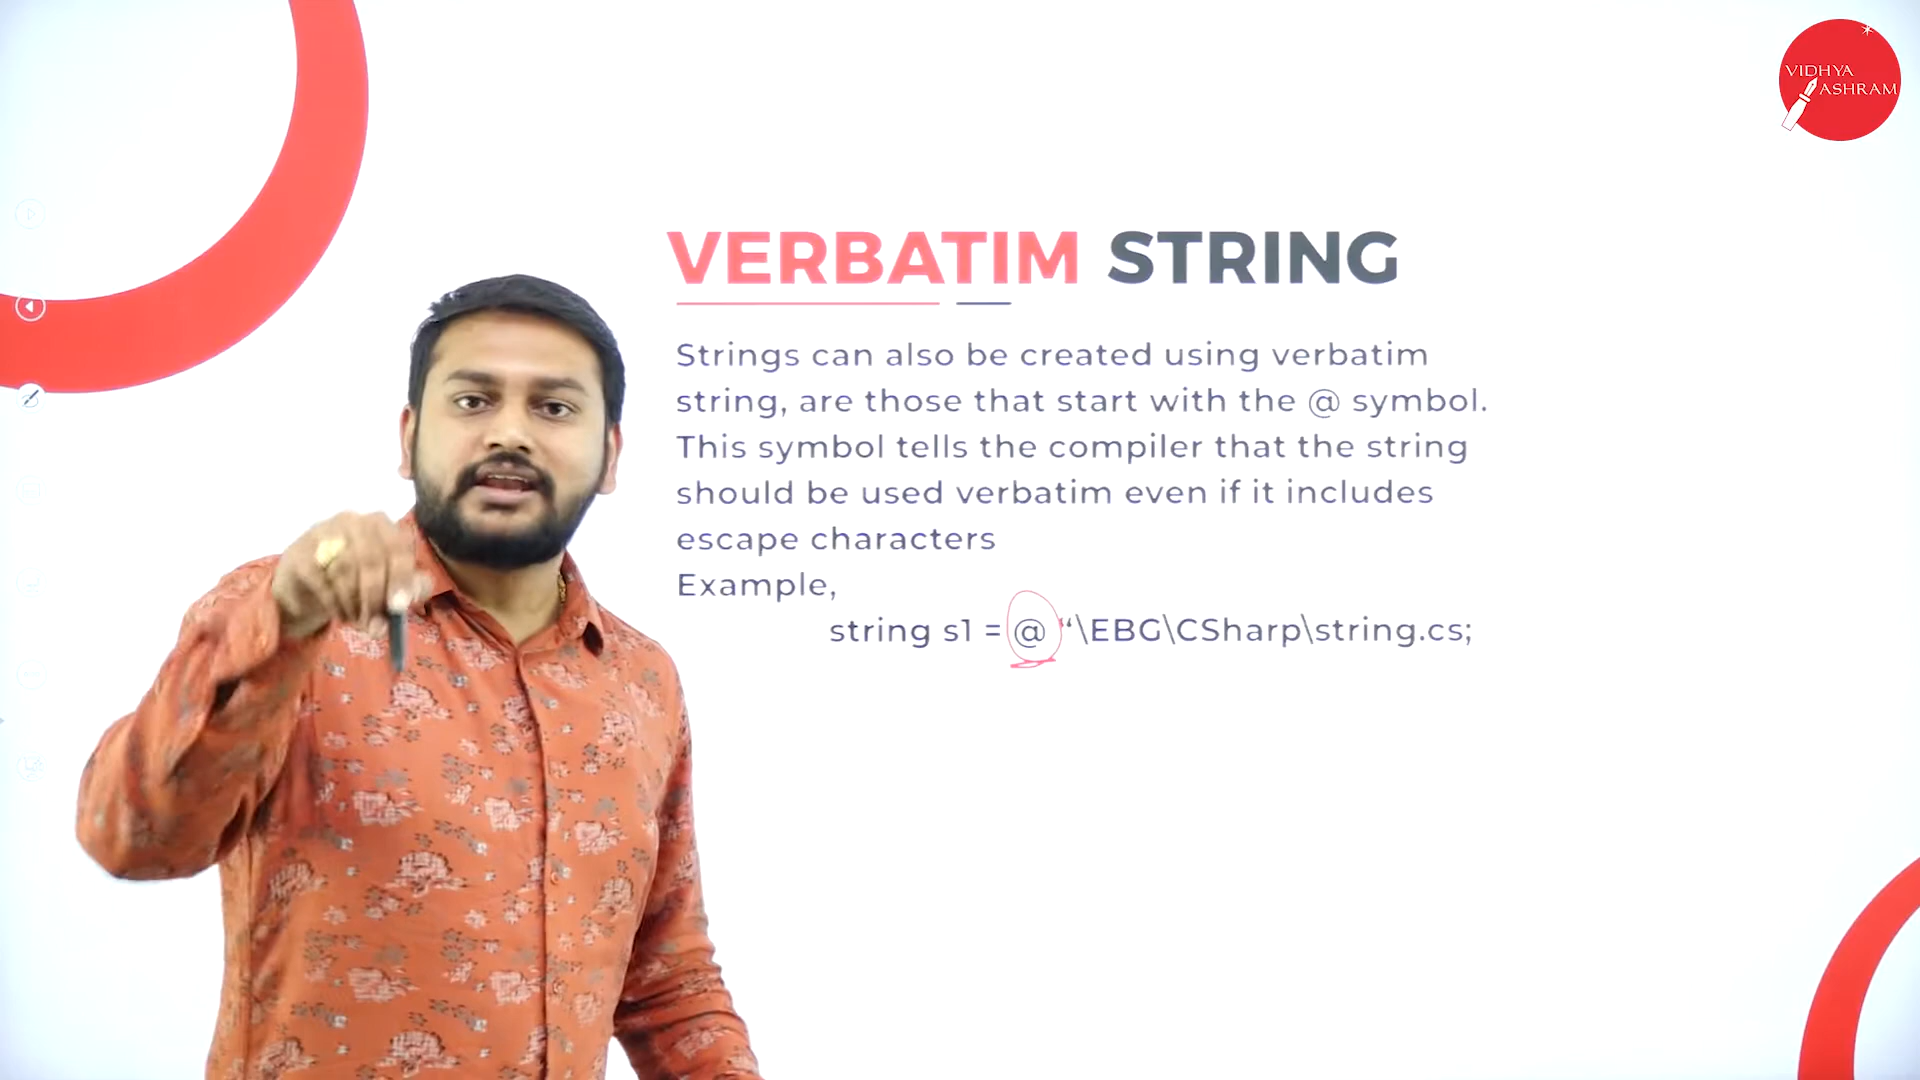 VIDHYA
ASHRAM
VERBATIM STRING
Strings can also be created using verbatim
string, are those that start with the @ symbol.
This symbol tells the compiler that the string
should be used verbatim even if it includes
escape characters
Example,
string s1 = @ “\EBG\CSharp\string.cs;